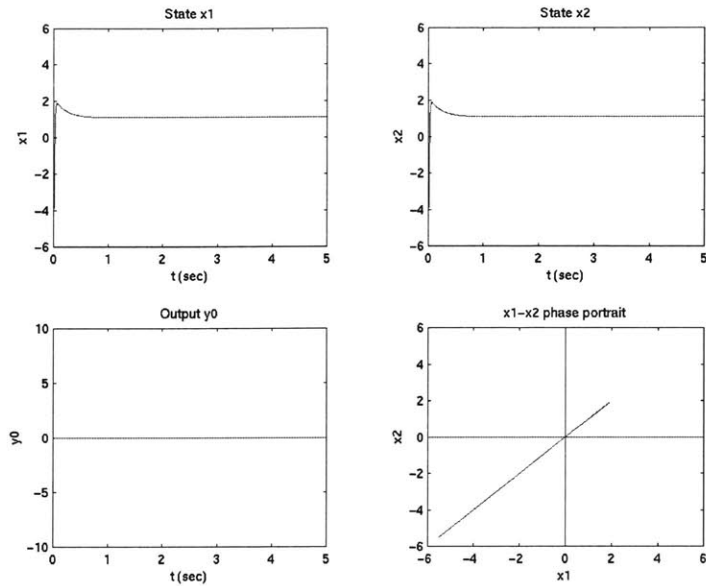 State x1
6
4
2
0
-2
-4
-6
x1
0 1 2 3 4 5
t (sec)
State x2
6
4
2
0
-2
-4
-6
x2
0 1 2 3 4 5
t (sec)
Output y0
10
5
0
-5
-10
y0
0 1 2 3 4 5
t (sec)
x1-x2 phase portrait
6
4
2
0
-2
-4
-6
x2
-6 -4 -2 0 2 4 6
x1